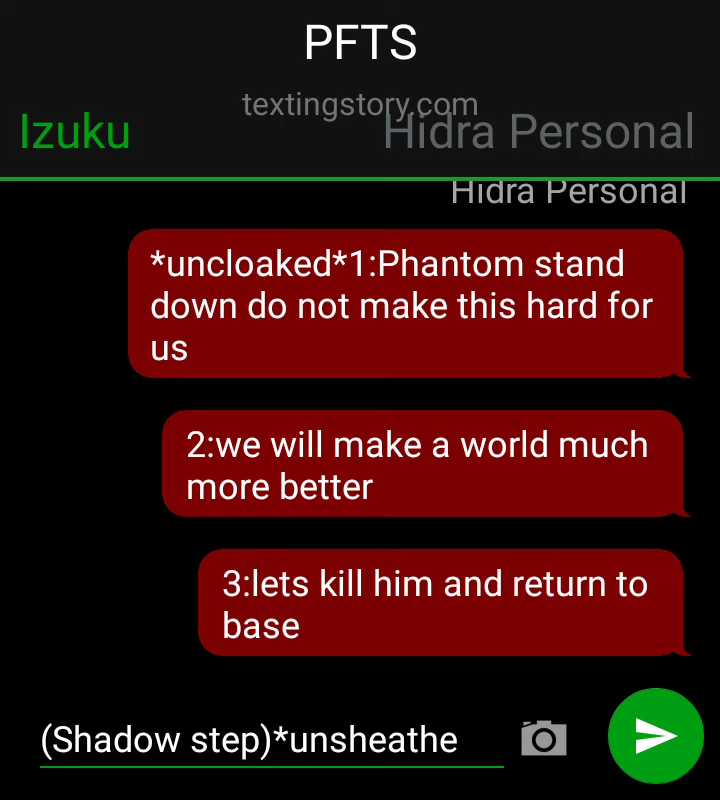 PFTS
textingstory.com
Izuku
Hidra Personal
Hidra Personal
*uncloaked*1:Phantom stand
down do not make this hard for
us
2:we will make a world much
more better
3:lets kill him and return to
base
(Shadow step)*unsheathe